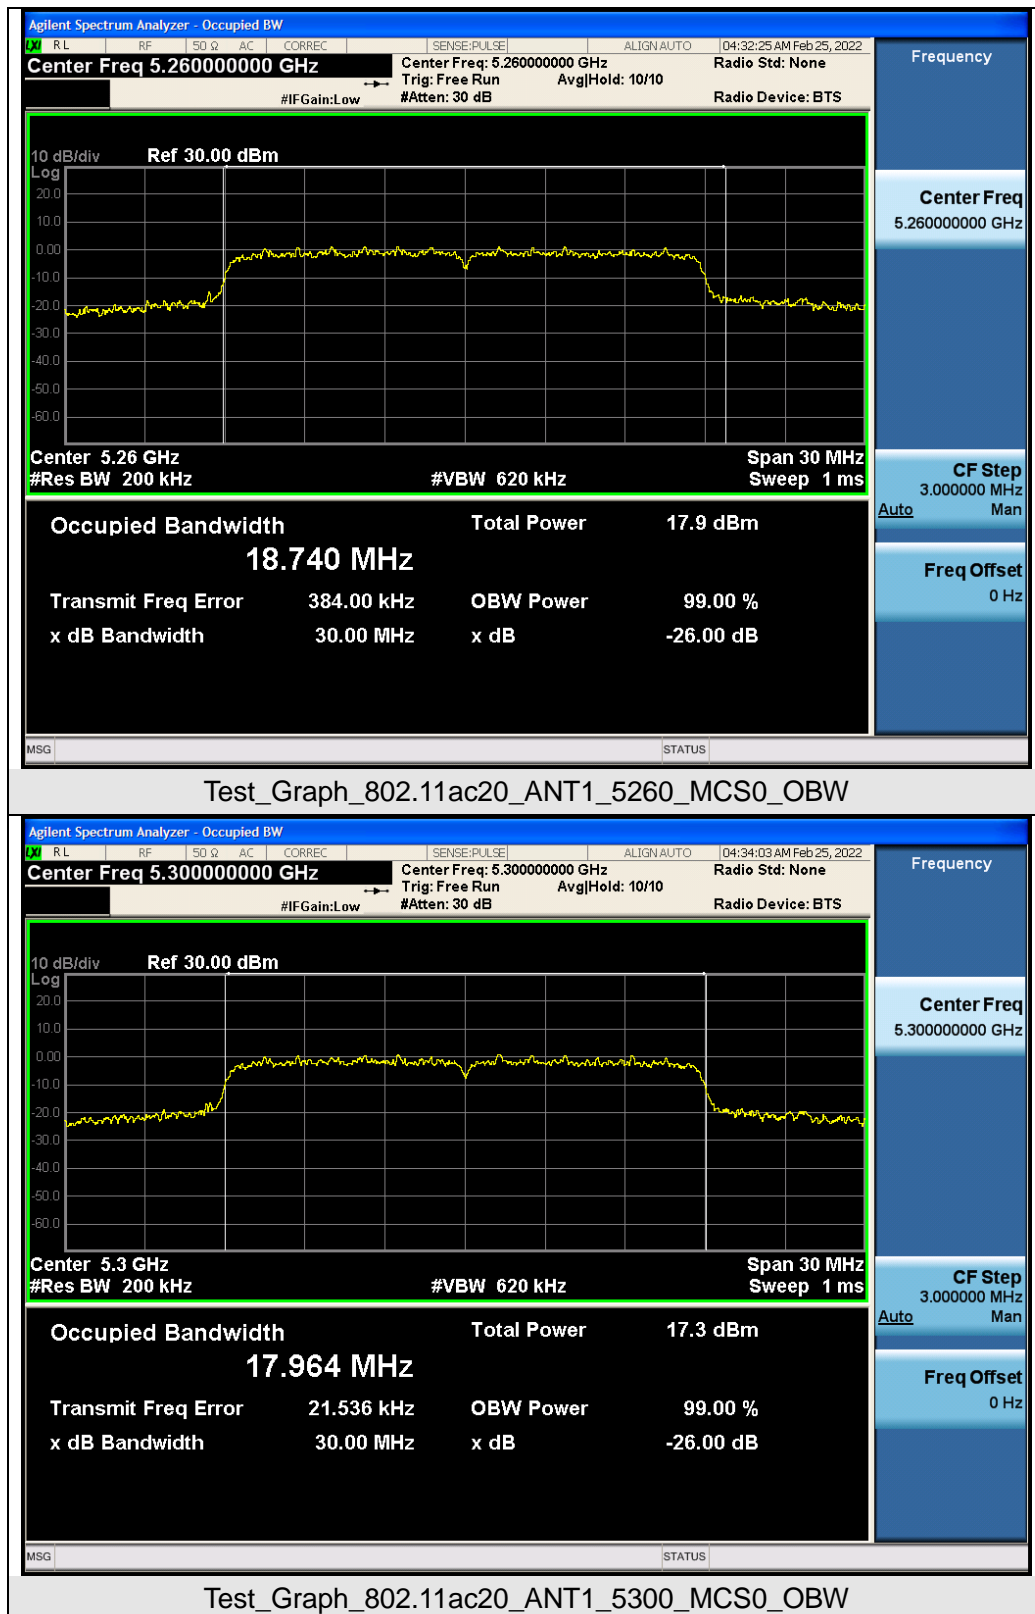 Agilent Spectrum Analyzer - Occupied BW
LXI RL RF 50 Ω AC CORREC SENSE:PULSE ALIGN AUTO 04:32:25 AM Feb 25, 2022
Center Freq 5.260000000 GHz Center Freq: 5.260000000 GHz Radio Std: None
Trig: Free Run Avg|Hold: 10/10
#IFGain:Low #Atten: 30 dB Radio Device: BTS
Frequency
10 dB/div Ref 30.00 dBm
Log
20.0
10.0
0.00
-10.0
-20.0
-30.0
-40.0
-50.0
-60.0
Center 5.26 GHz Span 30 MHz
#Res BW 200 kHz #VBW 620 kHz Sweep 1 ms
Center Freq
5.260000000 GHz
CF Step
3.000000 MHz
Auto Man
Freq Offset
0 Hz
Occupied Bandwidth Total Power 17.9 dBm
18.740 MHz
Transmit Freq Error 384.00 kHz OBW Power 99.00 %
x dB Bandwidth 30.00 MHz x dB -26.00 dB
MSG STATUS
Test_Graph_802.11ac20_ANT1_5260_MCS0_OBW
Agilent Spectrum Analyzer - Occupied BW
LXI RL RF 50 Ω AC CORREC SENSE:PULSE ALIGN AUTO 04:34:03 AM Feb 25, 2022
Center Freq 5.300000000 GHz Center Freq: 5.300000000 GHz Radio Std: None
Trig: Free Run Avg|Hold: 10/10
#IFGain:Low #Atten: 30 dB Radio Device: BTS
Frequency
10 dB/div Ref 30.00 dBm
Log
20.0
10.0
0.00
-10.0
-20.0
-30.0
-40.0
-50.0
-60.0
Center 5.3 GHz Span 30 MHz
#Res BW 200 kHz #VBW 620 kHz Sweep 1 ms
Center Freq
5.300000000 GHz
CF Step
3.000000 MHz
Auto Man
Freq Offset
0 Hz
Occupied Bandwidth Total Power 17.3 dBm
17.964 MHz
Transmit Freq Error 21.536 kHz OBW Power 99.00 %
x dB Bandwidth 30.00 MHz x dB -26.00 dB
MSG STATUS
Test_Graph_802.11ac20_ANT1_5300_MCS0_OBW